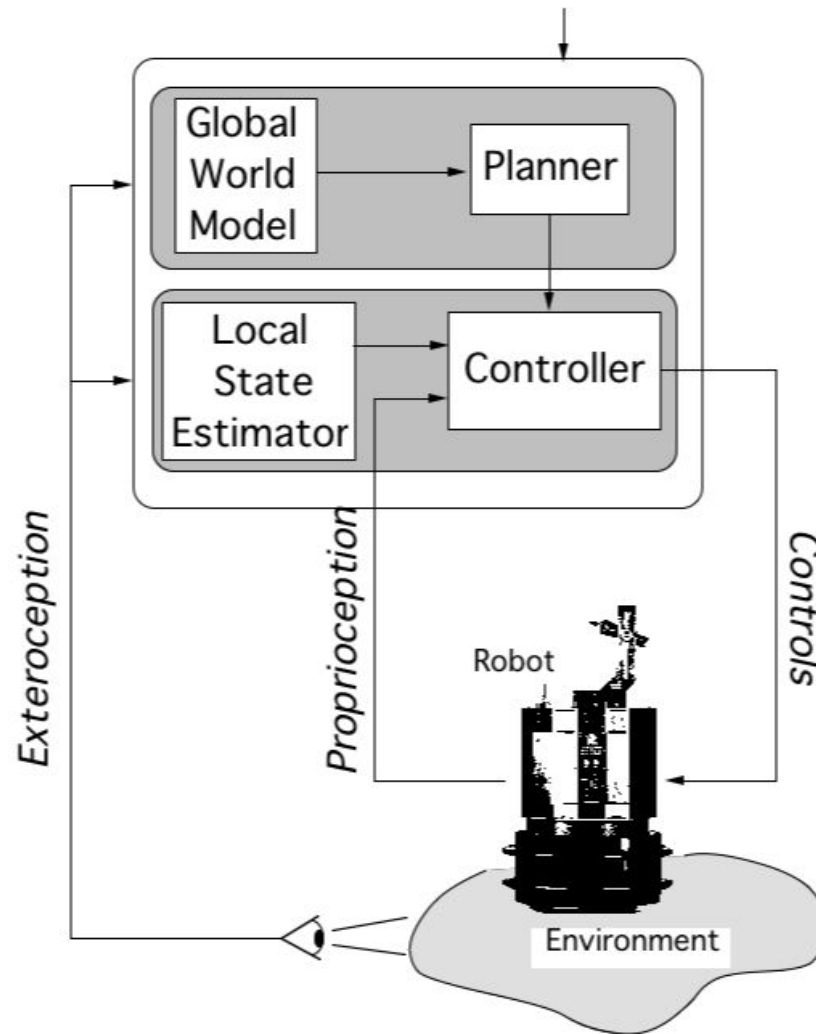 Global
World
Model
Planner
Local
State
Estimator
Controller
Exteroception
Proprioception
Controls
Robot
Environment